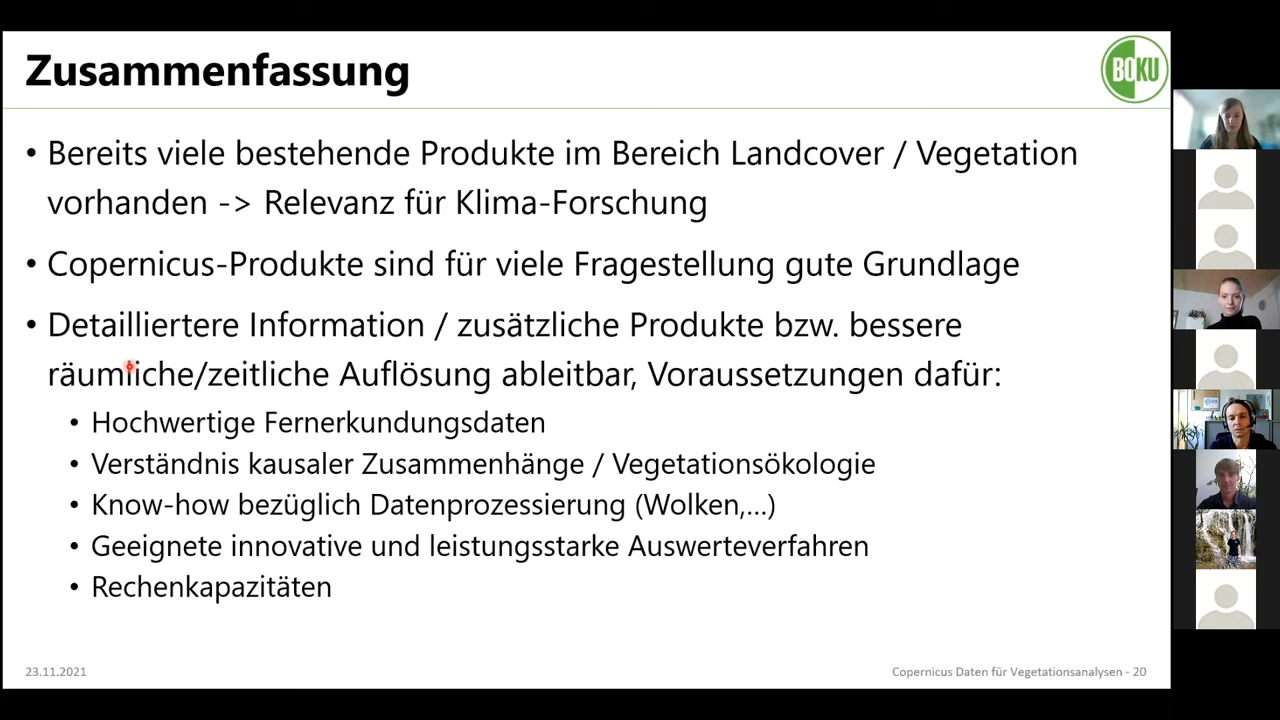 Zusammenfassung
BOKU
• Bereits viele bestehende Produkte im Bereich Landcover / Vegetation
vorhanden -> Relevanz für Klima-Forschung
• Copernicus-Produkte sind für viele Fragestellung gute Grundlage
• Detailliertere Information / zusätzliche Produkte bzw. bessere
räumliche/zeitliche Auflösung ableitbar, Voraussetzungen dafür:
• Hochwertige Fernerkundungsdaten
• Verständnis kausaler Zusammenhänge / Vegetationsökologie
• Know-how bezüglich Datenprozessierung (Wolken,...)
• Geeignete innovative und leistungsstarke Auswerteverfahren
• Rechenkapazitäten
23.11.2021
Copernicus Daten für Vegetationsanalysen - 20